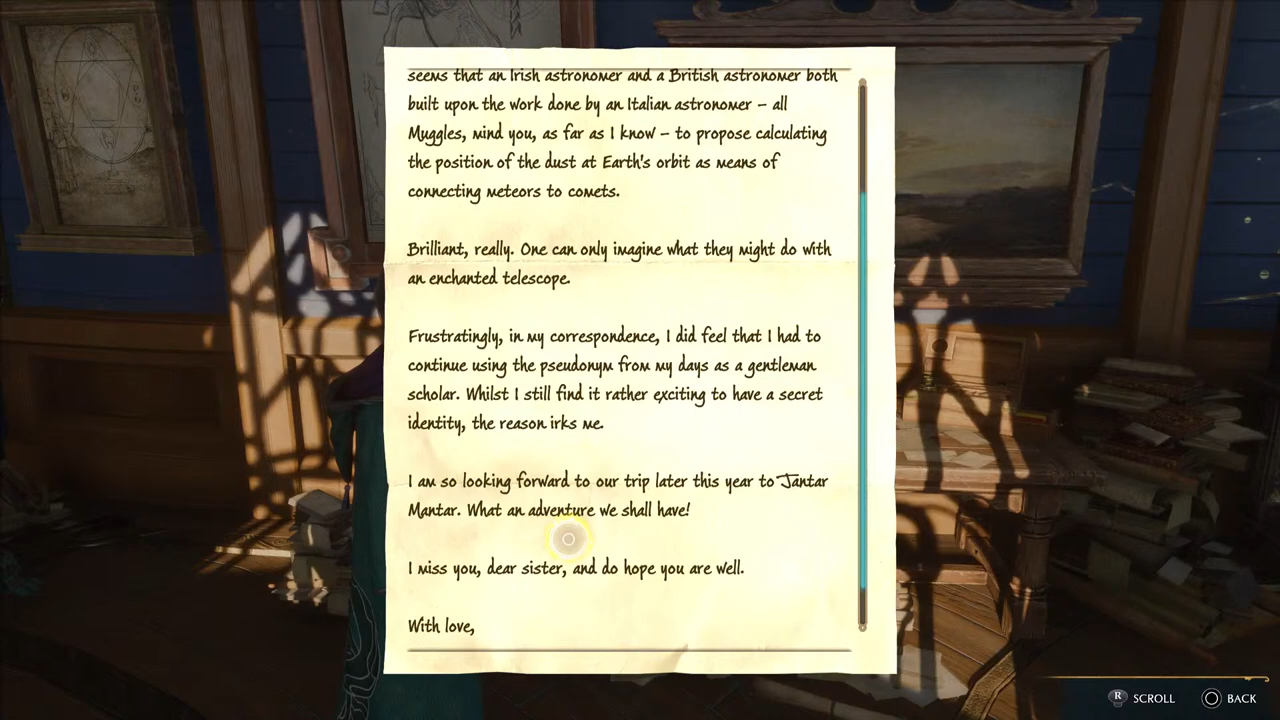 seems that an Irish astronomer and a British astronomer both
built upon the work done by an Italian astronomer – all
Muggles, mind you, as far as I know – to propose calculating
the position of the dust at Earth's orbit as means of
connecting meteors to comets.
Brilliant, really. One can only imagine what they might do with
an enchanted telescope.
Frustratingly, in my correspondence, I did feel that I had to
continue using the pseudonym from my days as a gentleman
scholar. Whilst I still find it rather exciting to have a secret
identity, the reason irks me.
I am so looking forward to our trip later this year to Jantar
Mantar. What an adventure we shall have!
I miss you, dear sister, and do hope you are well.
With love,
R SCROLL BACK